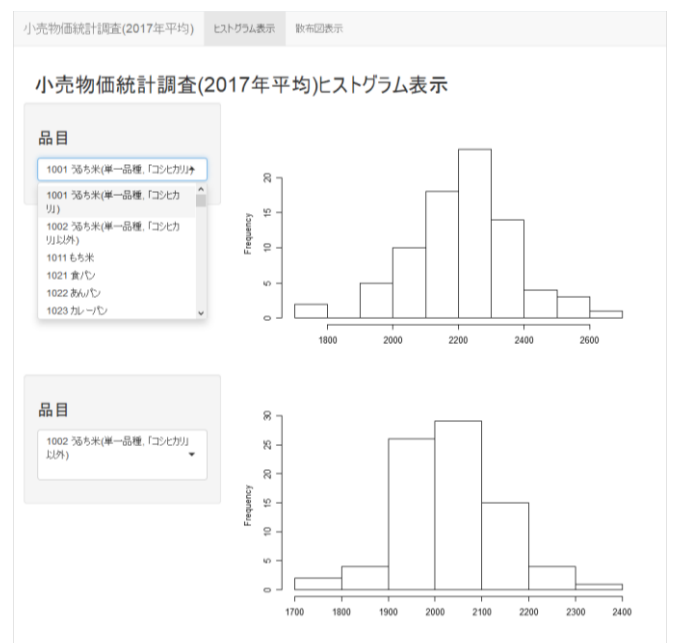 小売物価統計調査(2017年平均) ヒストグラム表示 散布図表示
小売物価統計調査(2017年平均)ヒストグラム表示
品目
1001 うるち米(単一品種,「コシヒカリ」)
1001 うるち米(単一品種,「コシヒカ
リ」)
1002 うるち米(単一品種,「コシヒカ
リ」以外)
1011 もち米
1021 食パン
1022 あんパン
1023 カレーパン
Frequency
0 5 10 15 20
1800 2000 2200 2400 2600
品目
1002 うるち米(単一品種,「コシヒカリ」
以外)
Frequency
0 5 10 15 20 25 30
1700 1800 1900 2000 2100 2200 2300 2400